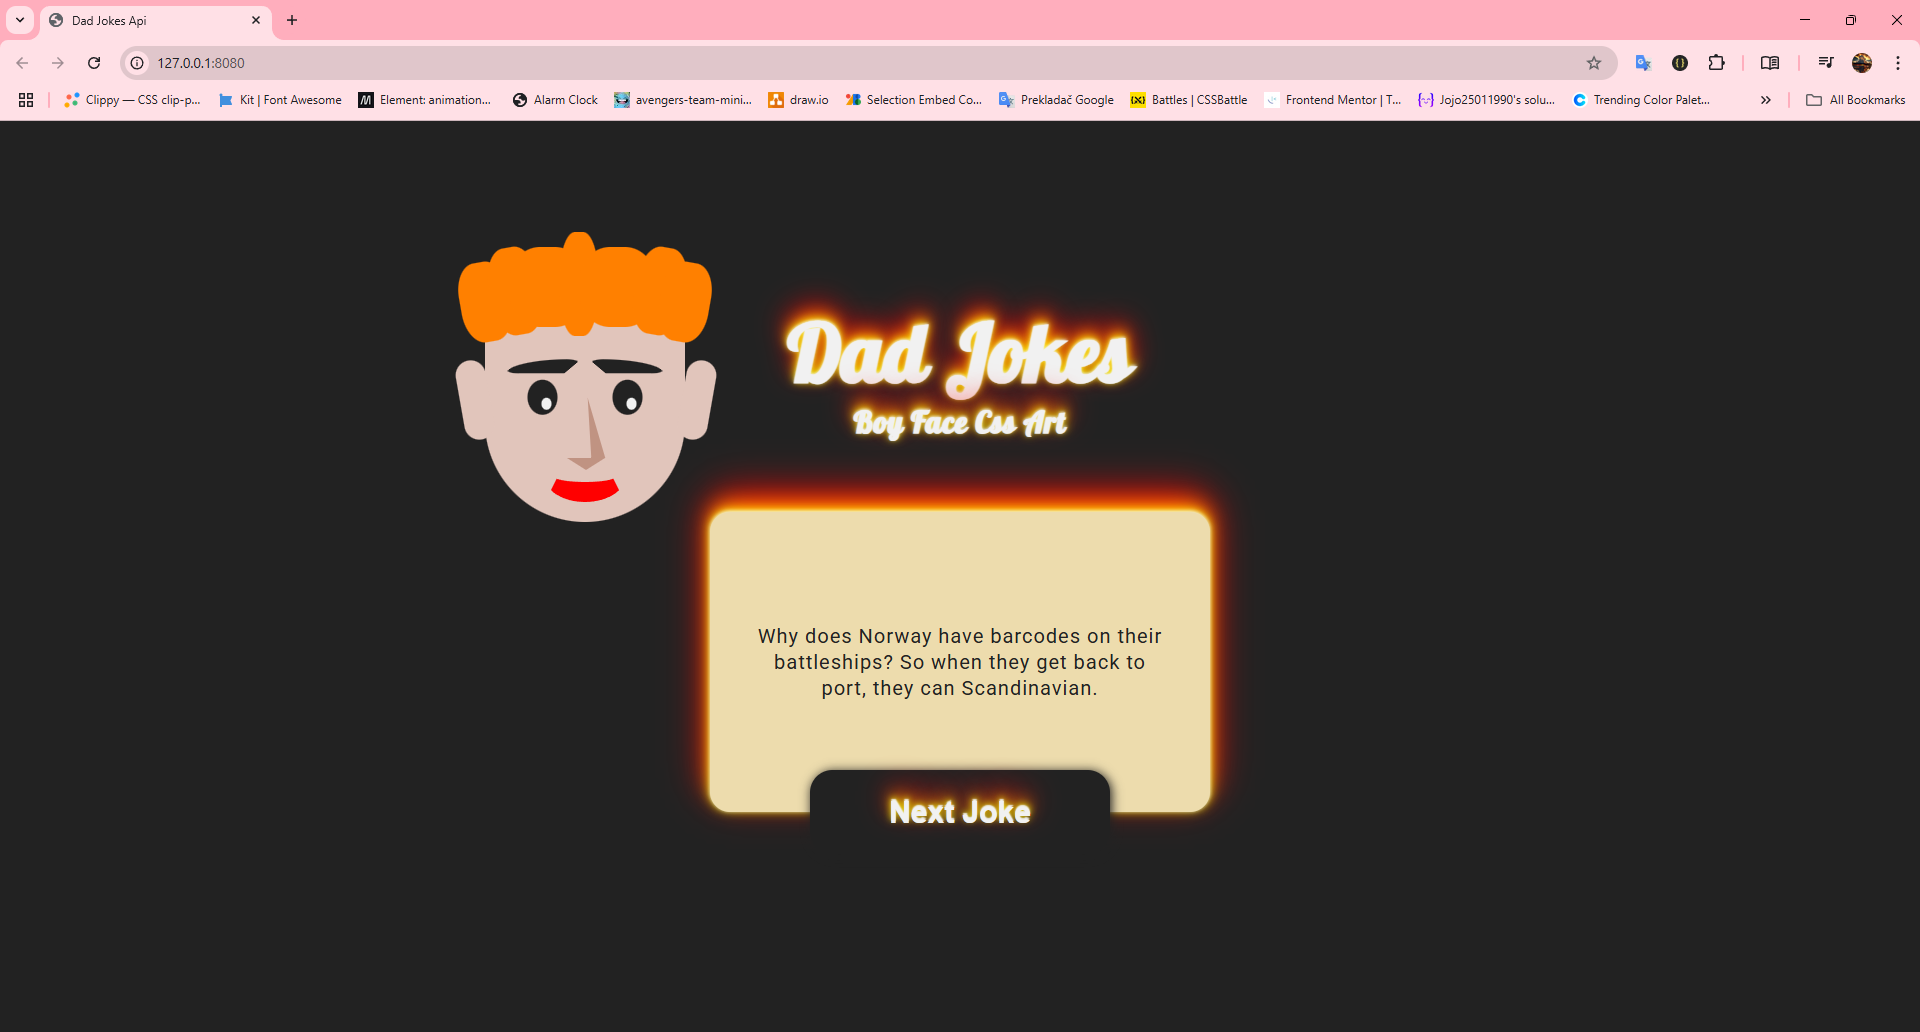 Dad Jokes Api
127.0.0.1:8080
Clippy — CSS clip-p...
Kit | Font Awesome
Element: animation...
Alarm Clock
avengers-team-mini...
draw.io
Selection Embed Co...
Prekladač Google
Battles | CSSBattle
Frontend Mentor | T...
Jojo25011990's solu...
Trending Color Palet...
All Bookmarks
Dad Jokes
Boy Face Css Art
Why does Norway have barcodes on their
battleships? So when they get back to
port, they can Scandinavian.
Next Joke